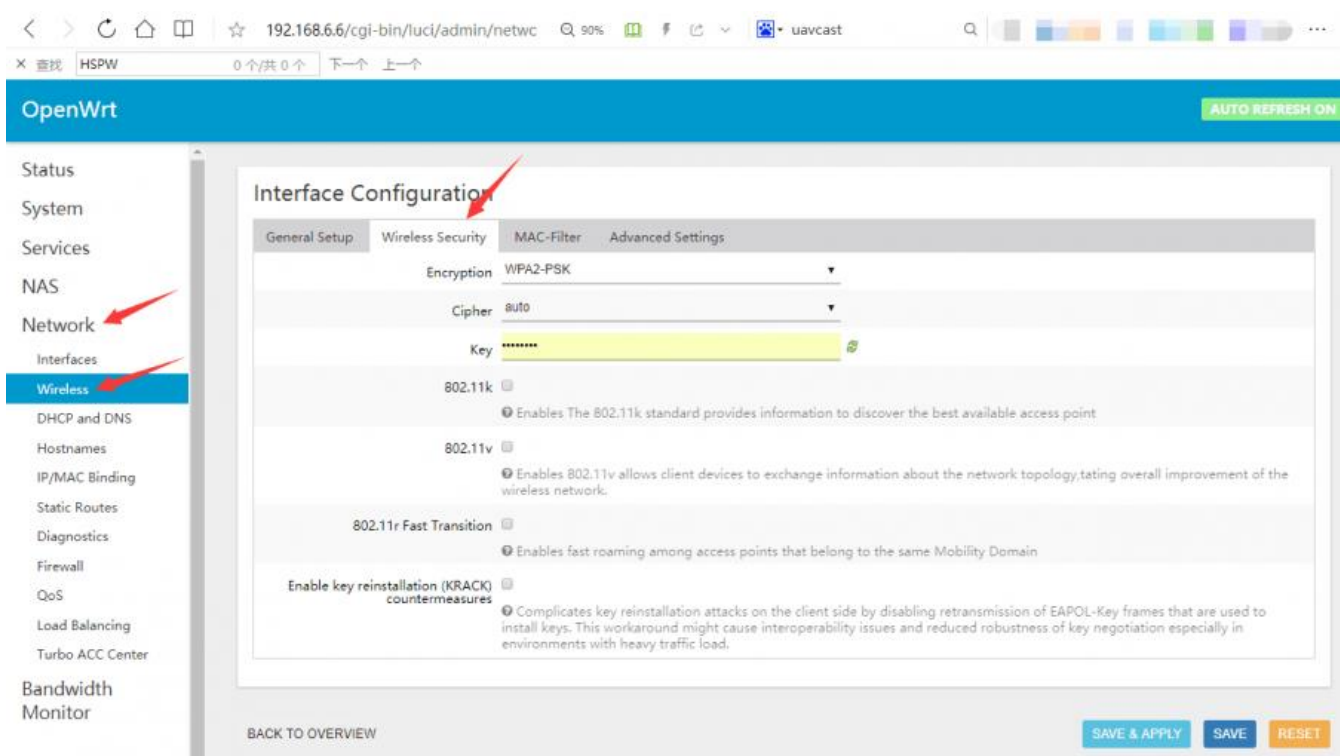 192.168.6.6/cgi-bin/luci/admin/netwc 90% uavcast
查找 HSPW 0个/共0个 下一个 上一个
OpenWrt
AUTO REFRESH ON
Status
System
Services
NAS
Network
Interfaces
Wireless
DHCP and DNS
Hostnames
IP/MAC Binding
Static Routes
Diagnostics
Firewall
QoS
Load Balancing
Turbo ACC Center
Bandwidth
Monitor
Interface Configuration
General Setup Wireless Security MAC-Filter Advanced Settings
Encryption WPA2-PSK
Cipher auto
Key ••••••••
802.11k
Enables The 802.11k standard provides information to discover the best available access point
802.11v
Enables 802.11v allows client devices to exchange information about the network topology,tating overall improvement of the
wireless network.
802.11r Fast Transition
Enables fast roaming among access points that belong to the same Mobility Domain
Enable key reinstallation (KRACK)
countermeasures
Complicates key reinstallation attacks on the client side by disabling retransmission of EAPOL-Key frames that are used to
install keys. This workaround might cause interoperability issues and reduced robustness of key negotiation especially in
environments with heavy traffic load.
BACK TO OVERVIEW
SAVE & APPLY SAVE RESET